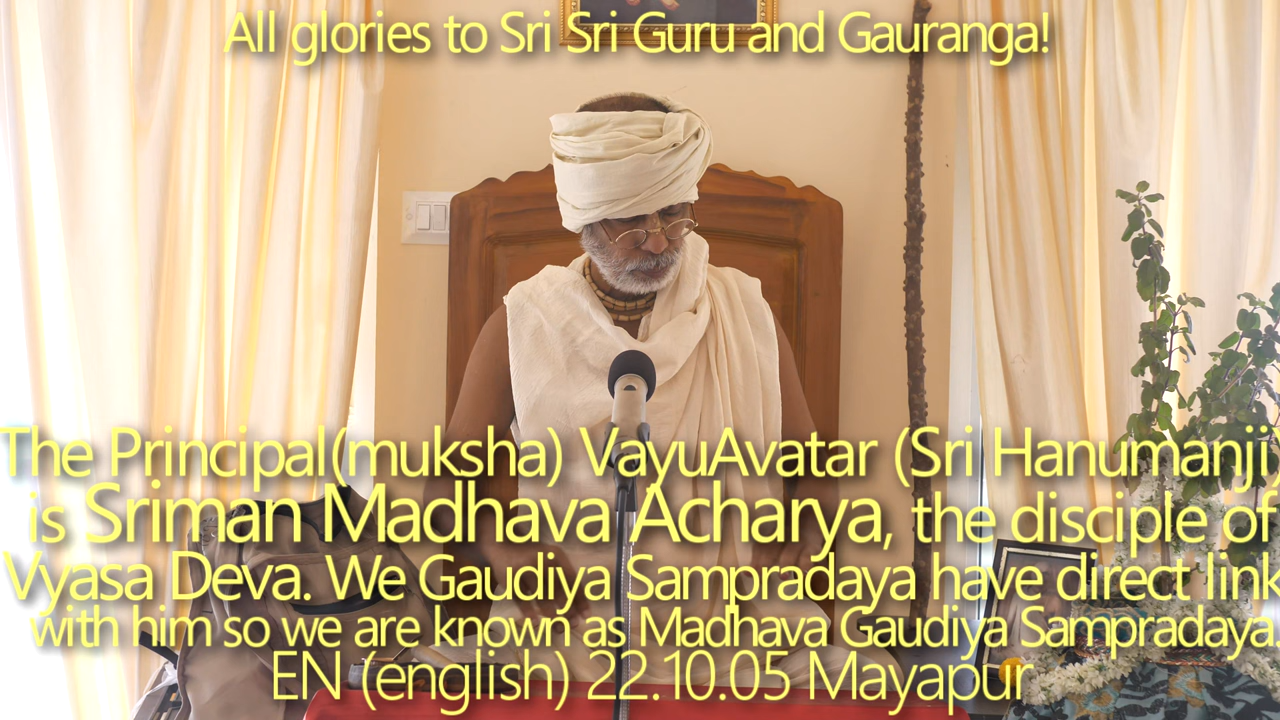 All glories to Sri Sri Guru and Gauranga!
The Principal(muksha) VayuAvatar (Sri Hanumanji)
is Sriman Madhava Acharya, the disciple of
Vyasa Deva. We Gaudiya Sampradaya have direct link
with him so we are known as Madhava Gaudiya Sampradaya.
EN (english) 22.10.05 Mayapur